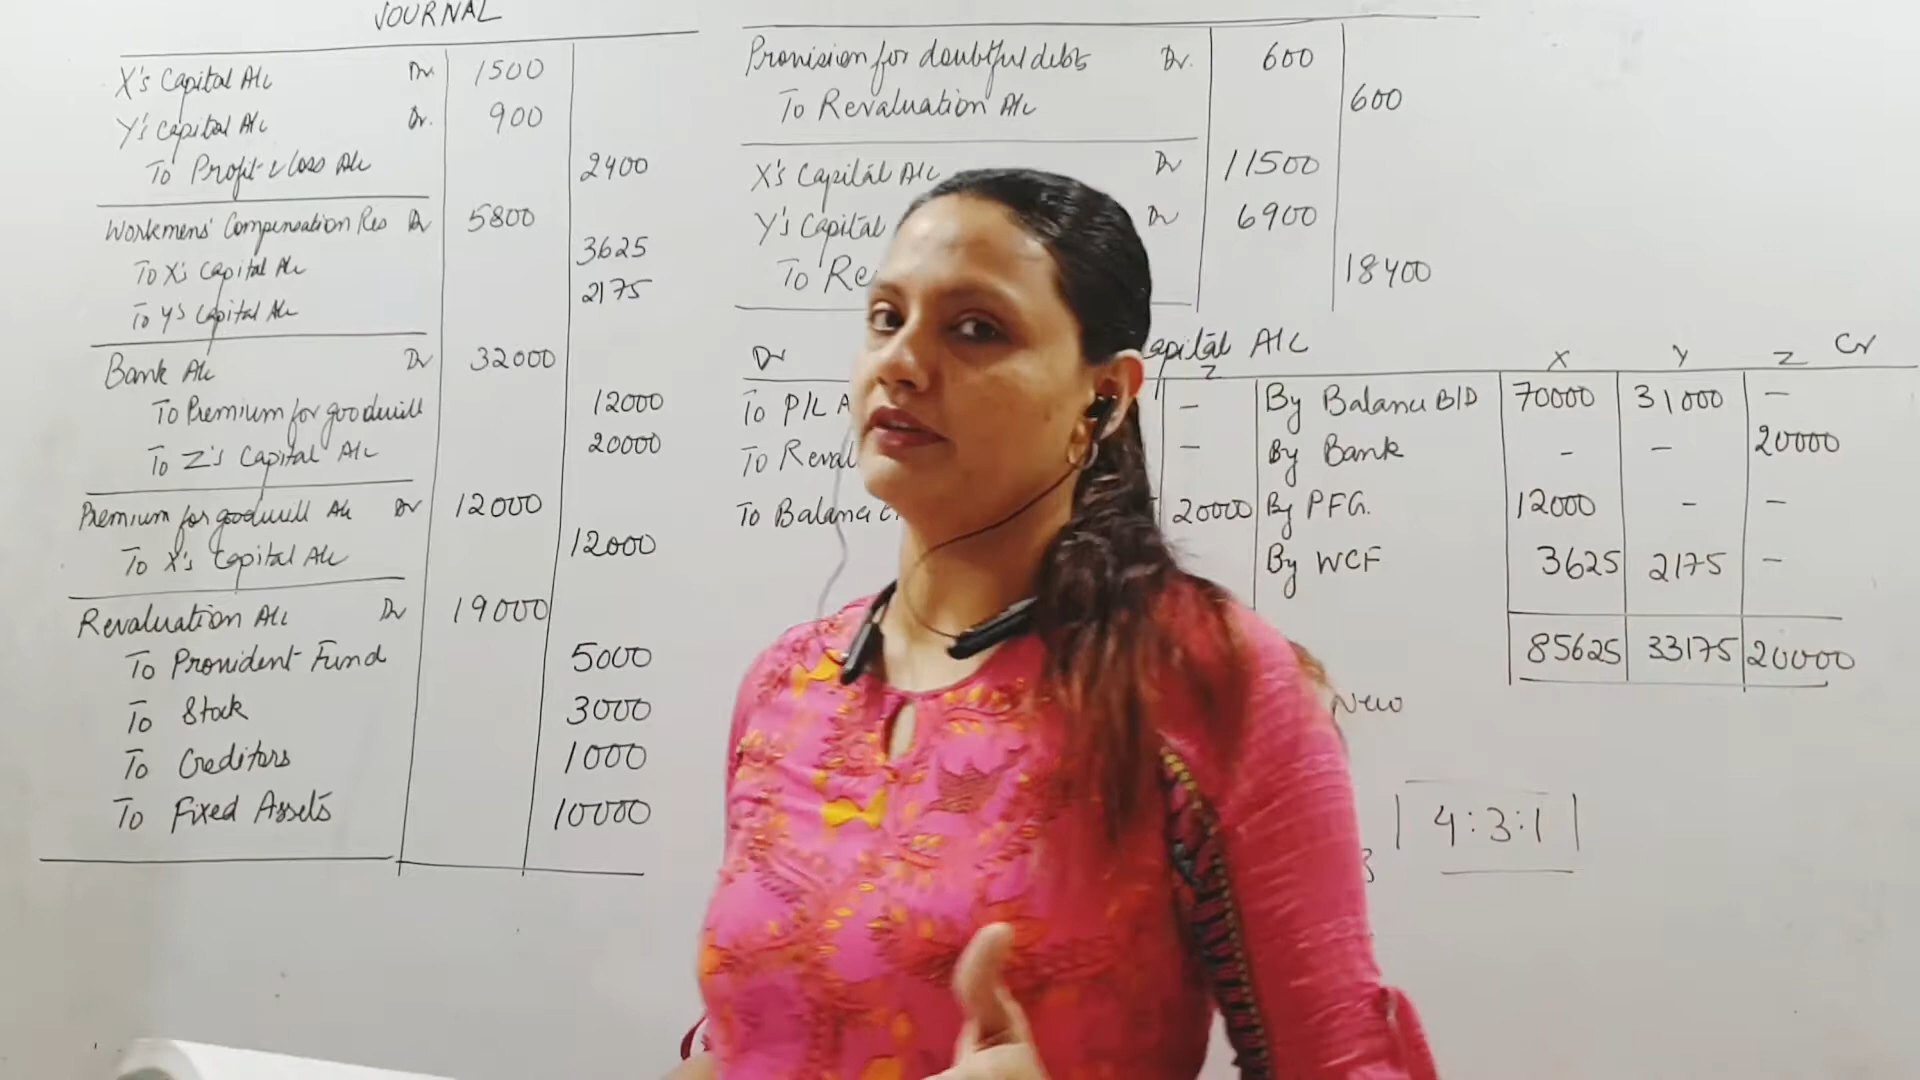 JOURNAL
X's Capital A/c Dr. 1500
Y's Capital A/c Dr. 900
To Profit & Loss A/c 2400
Workmens' Compensation Res Dr 5800
To X's Capital A/c 3625
To Y's Capital A/c 2175
Bank A/c Dr 32000
To Premium for goodwill 12000
To Z's Capital A/c 20000
Premium for goodwill A/c Dr 12000
To X's Capital A/c 12000
Revaluation A/c Dr 19000
To Provident Fund 5000
To Stock 3000
To Creditors 1000
To Fixed Assets 10000
Provision for doubtful debts Dr. 600
To Revaluation A/c 600
X's Capital A/c Dr 11500
Y's Capital Dr 6900
To Re 18400
Dr apital A/c Cr
Z X Y Z
To P/L A - By Balance B/D 70000 31000 -
To Reval - By Bank - - 20000
To Balance 20000 By PFG. 12000 - -
By WCF 3625 2175 -
85625 33175 20000
New
4:3:1
3